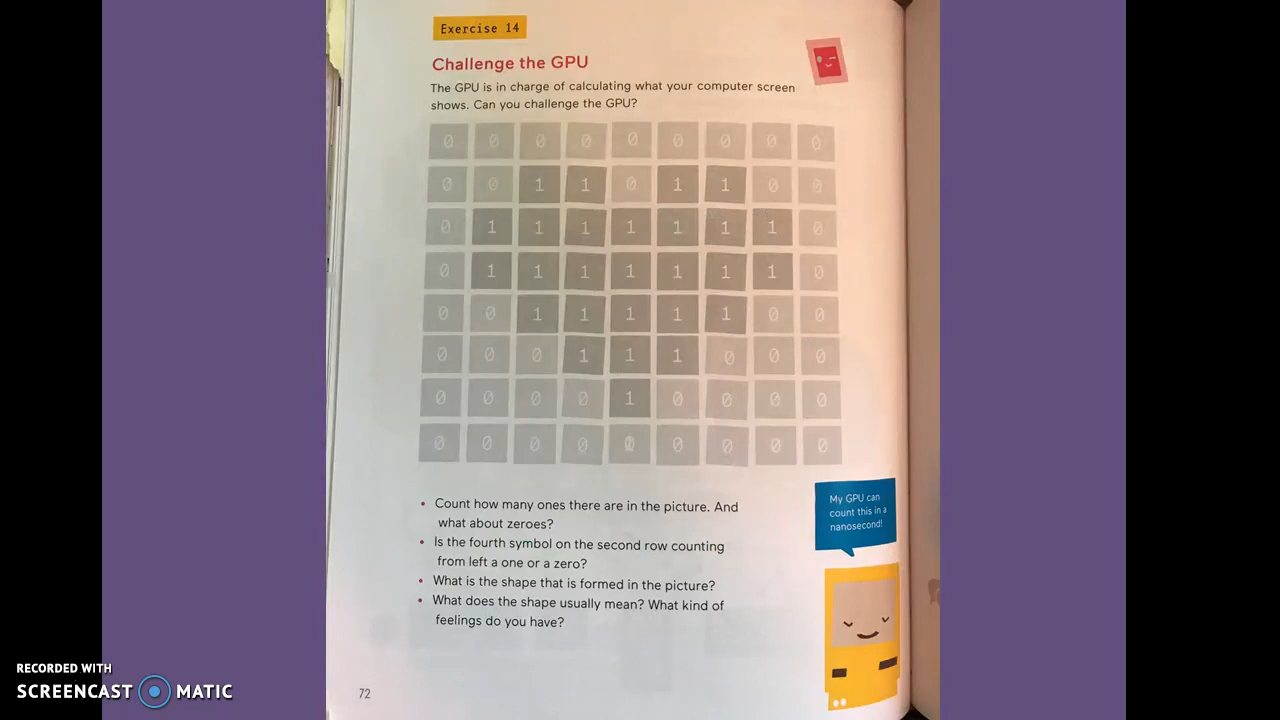 Exercise 14
Challenge the GPU
The GPU is in charge of calculating what your computer screen
shows. Can you challenge the GPU?
0 0 0 0 0 0 0 0 0
0 0 1 1 0 1 1 0 0
0 1 1 1 1 1 1 1 0
0 1 1 1 1 1 1 1 0
0 0 1 1 1 1 1 0 0
0 0 0 1 1 1 0 0 0
0 0 0 0 1 0 0 0 0
0 0 0 0 0 0 0 0 0
• Count how many ones there are in the picture. And
what about zeroes?
• Is the fourth symbol on the second row counting
from left a one or a zero?
• What is the shape that is formed in the picture?
• What does the shape usually mean? What kind of
feelings do you have?
My GPU can
count this in a
nanosecond!
72
RECORDED WITH
SCREENCAST MATIC